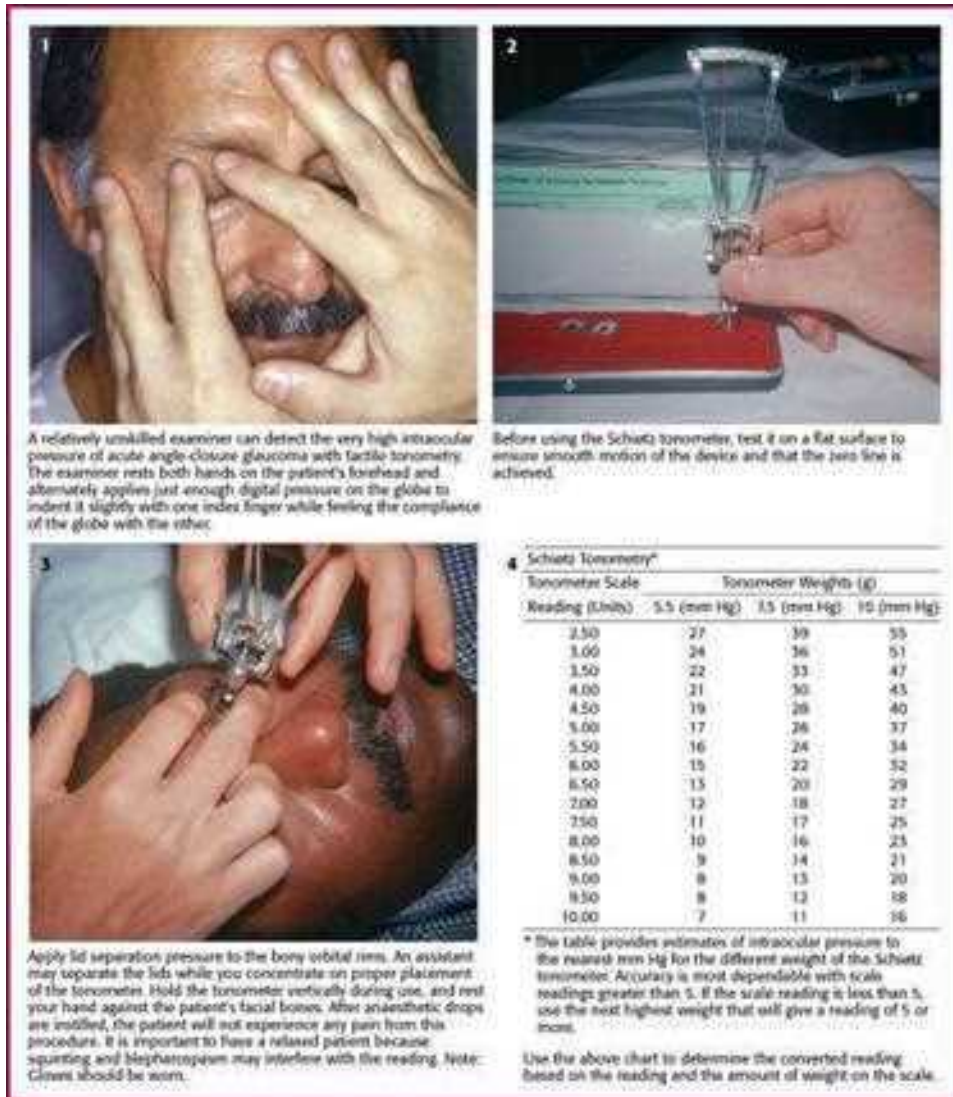 1
A relatively unskilled examiner can detect the very high intraocular
pressure of acute angle-closure glaucoma with tactile tonometry.
The examiner rests both hands on the patient's forehead and
alternately applies just enough digital pressure on the globe to
indent it slightly with one index finger while feeling the compliance
of the globe with the other.
2
Before using the Schiøtz tonometer, test it on a flat surface to
ensure smooth motion of the device and that the zero line is
achieved.
3
Apply lid separation pressure to the bony orbital rims. An assistant
may separate the lids while you concentrate on proper placement
of the tonometer. Hold the tonometer vertically during use, and rest
your hand against the patient's facial bones. After anaesthetic drops
are instilled, the patient will not experience any pain from this
procedure. It is important to have a relaxed patient because
squinting and blepharospasm may interfere with the reading. Note:
Gloves should be worn.
4 Schiøtz Tonometry*
Tonometer Scale Tonometer Weights (g)
Reading (Units) 5.5 (mm Hg) 7.5 (mm Hg) 10 (mm Hg)
2.50 27 39 55
3.00 24 36 51
3.50 22 33 47
4.00 21 30 43
4.50 19 28 40
5.00 17 26 37
5.50 16 24 34
6.00 15 22 32
6.50 13 20 29
7.00 12 18 27
7.50 11 17 25
8.00 10 16 23
8.50 9 14 21
9.00 8 13 20
9.50 8 12 18
10.00 7 11 16
* The table provides estimates of intraocular pressure to
the nearest mm Hg for the different weight of the Schiøtz
tonometer. Accuracy is most dependable with scale
readings greater than 5. If the scale reading is less than 5,
use the next highest weight that will give a reading of 5 or
more.
Use the above chart to determine the converted reading
based on the reading and the amount of weight on the scale.